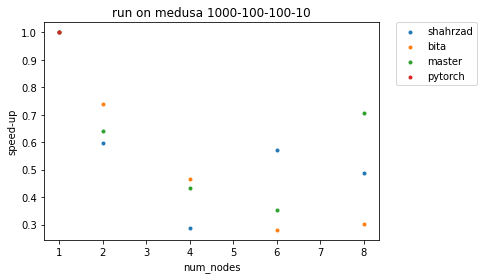 run on medusa 1000-100-100-10
1.0
0.9
0.8
0.7
0.6
0.5
0.4
0.3
speed-up
1 2 3 4 5 6 7 8
num_nodes
shahrzad
bita
master
pytorch